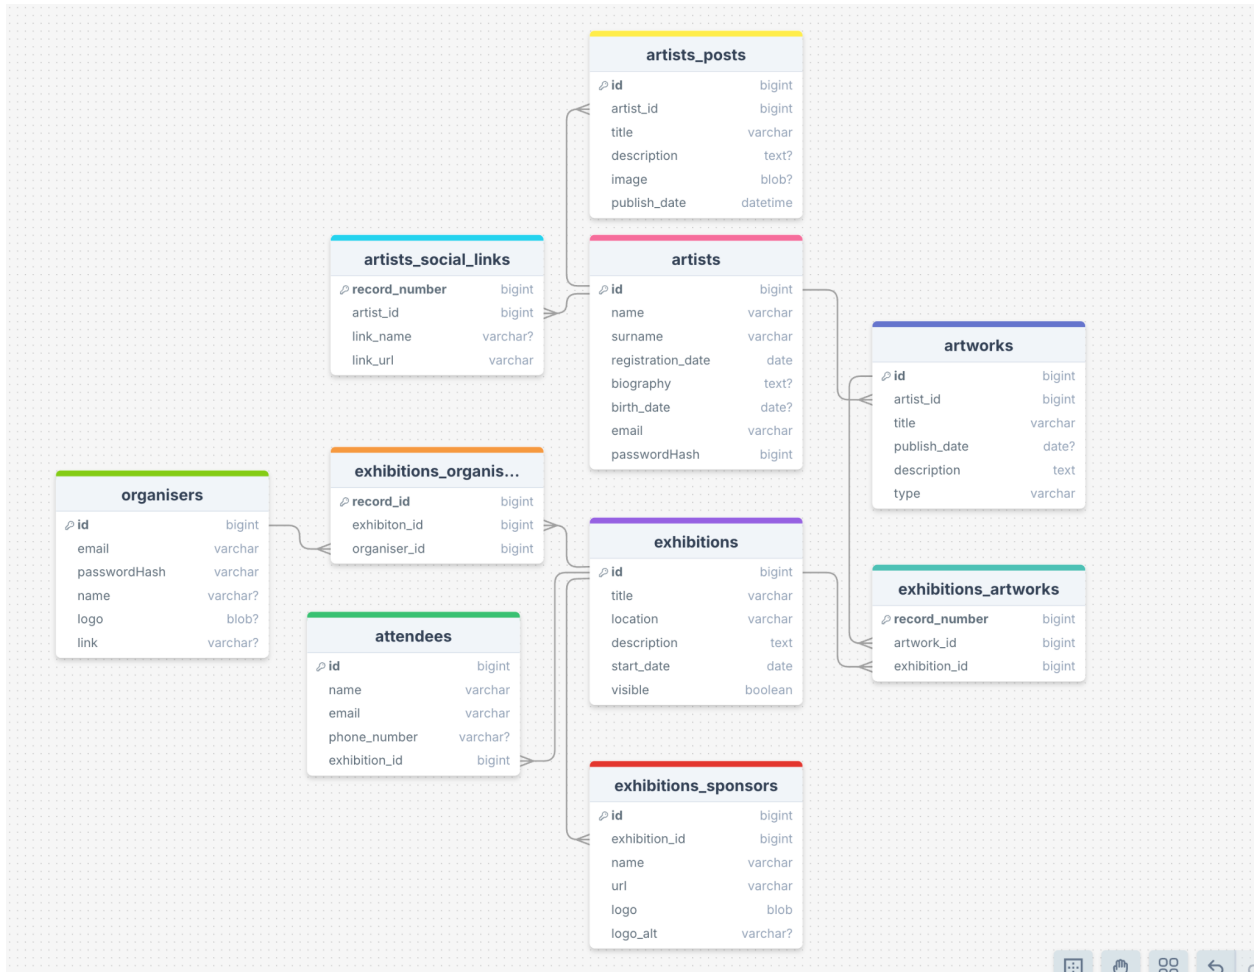 artists_posts
id bigint
artist_id bigint
title varchar
description text?
image blob?
publish_date datetime
artists_social_links
record_number bigint
artist_id bigint
link_name varchar?
link_url varchar
artists
id bigint
name varchar
surname varchar
registration_date date
biography text?
birth_date date?
email varchar
passwordHash bigint
artworks
id bigint
artist_id bigint
title varchar
publish_date date?
description text
type varchar
organisers
id bigint
email varchar
passwordHash varchar
name varchar?
logo blob?
link varchar?
exhibitions_organis...
record_id bigint
exhibiton_id bigint
organiser_id bigint
exhibitions
id bigint
title varchar
location varchar
description text
start_date date
visible boolean
exhibitions_artworks
record_number bigint
artwork_id bigint
exhibition_id bigint
attendees
id bigint
name varchar
email varchar
phone_number varchar?
exhibition_id bigint
exhibitions_sponsors
id bigint
exhibition_id bigint
name varchar
url varchar
logo blob
logo_alt varchar?